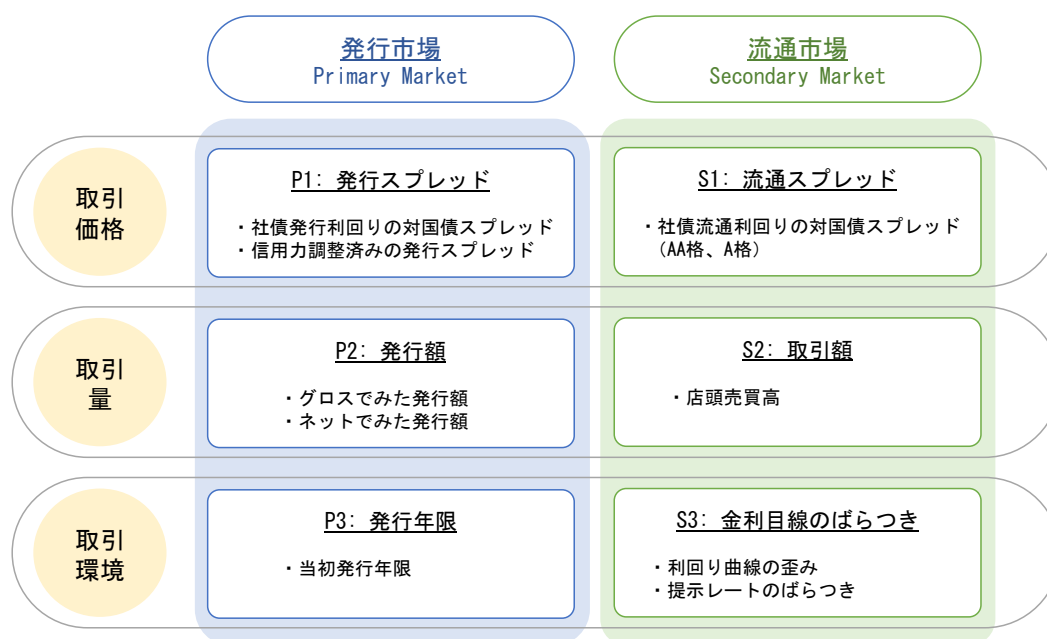 発行市場
Primary Market
流通市場
Secondary Market
取引
価格
P1: 発行スプレッド
・社債発行利回りの対国債スプレッド
・信用力調整済みの発行スプレッド
S1: 流通スプレッド
・社債流通利回りの対国債スプレッド
（AA格、A格）
取引
量
P2: 発行額
・グロスでみた発行額
・ネットでみた発行額
S2: 取引額
・店頭売買高
取引
環境
P3: 発行年限
・当初発行年限
S3: 金利目線のばらつき
・利回り曲線の歪み
・提示レートのばらつき